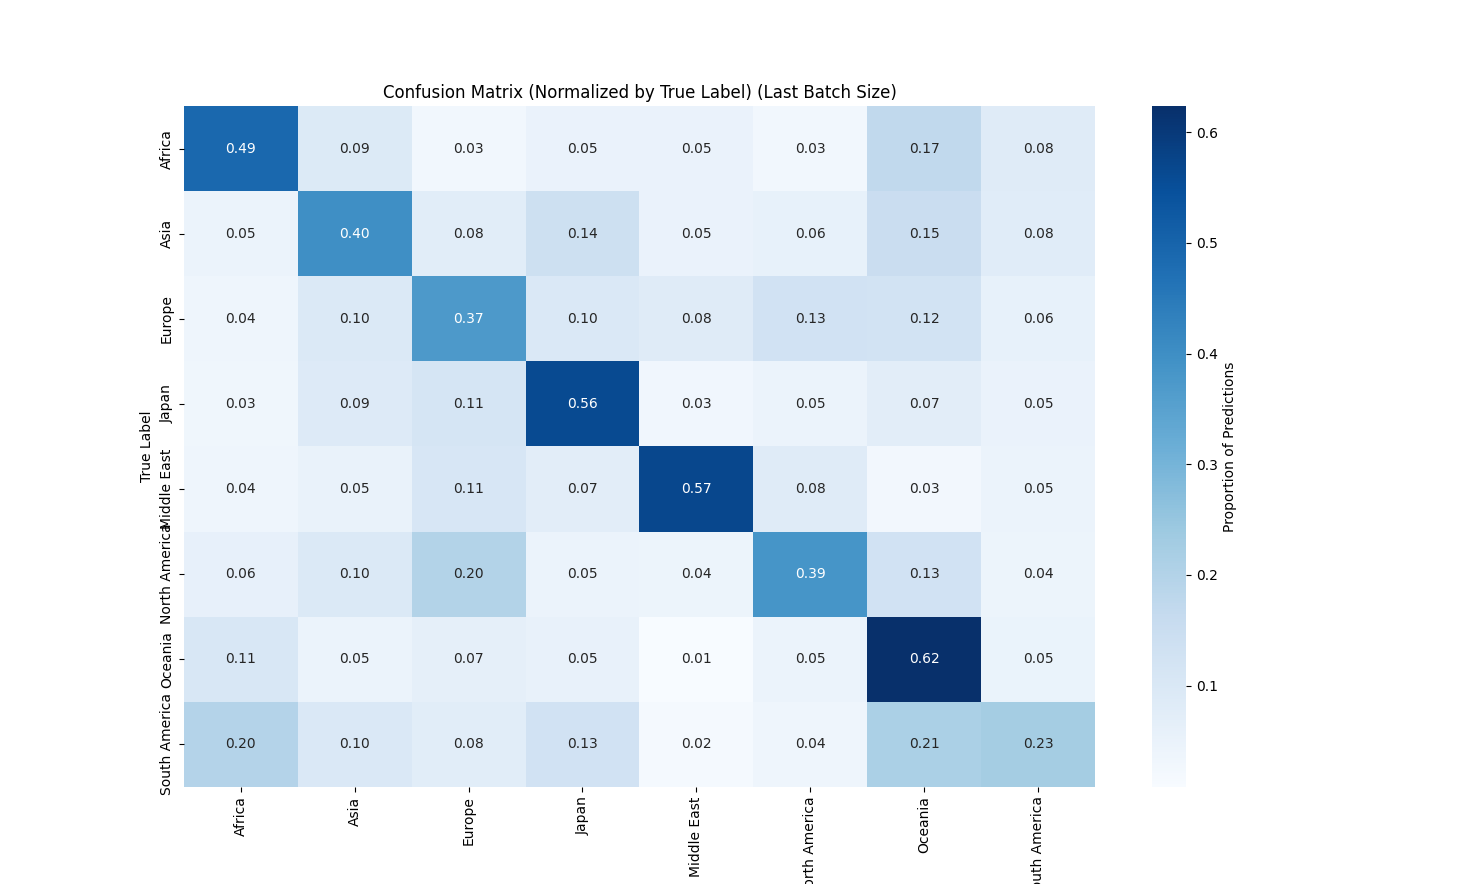 Confusion Matrix (Normalized by True Label) (Last Batch Size)
True Label
Africa 0.49 0.09 0.03 0.05 0.05 0.03 0.17 0.08
Asia 0.05 0.40 0.08 0.14 0.05 0.06 0.15 0.08
Europe 0.04 0.10 0.37 0.10 0.08 0.13 0.12 0.06
Japan 0.03 0.09 0.11 0.56 0.03 0.05 0.07 0.05
Middle East 0.04 0.05 0.11 0.07 0.57 0.08 0.03 0.05
North America 0.06 0.10 0.20 0.05 0.04 0.39 0.13 0.04
Oceania 0.11 0.05 0.07 0.05 0.01 0.05 0.62 0.05
South America 0.20 0.10 0.08 0.13 0.02 0.04 0.21 0.23
Africa Asia Europe Japan Middle East orth America Oceania outh America
0.6
0.5
0.4
0.3
0.2
0.1
Proportion of Predictions